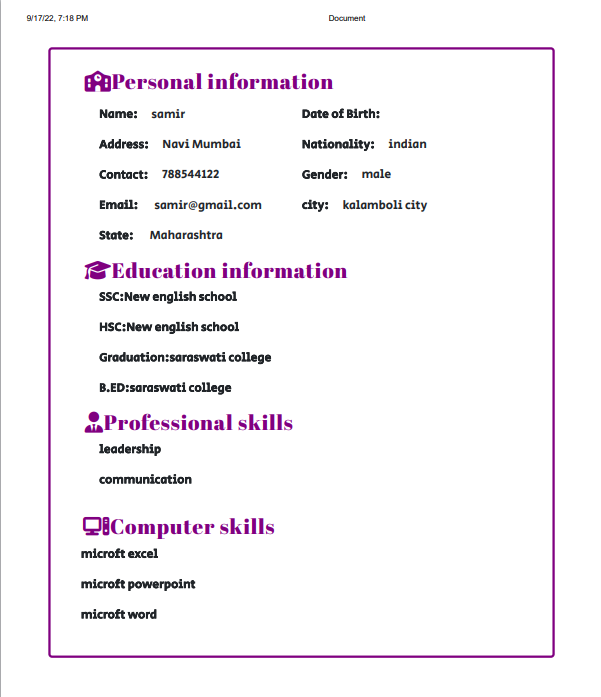 9/17/22, 7:18 PM Document
Personal information
Name: samir Date of Birth:
Address: Navi Mumbai Nationality: indian
Contact: 788544122 Gender: male
Email: samir@gmail.com city: kalamboli city
State: Maharashtra
Education information
SSC:New english school
HSC:New english school
Graduation:saraswati college
B.ED:saraswati college
Professional skills
leadership
communication
Computer skills
microft excel
microft powerpoint
microft word